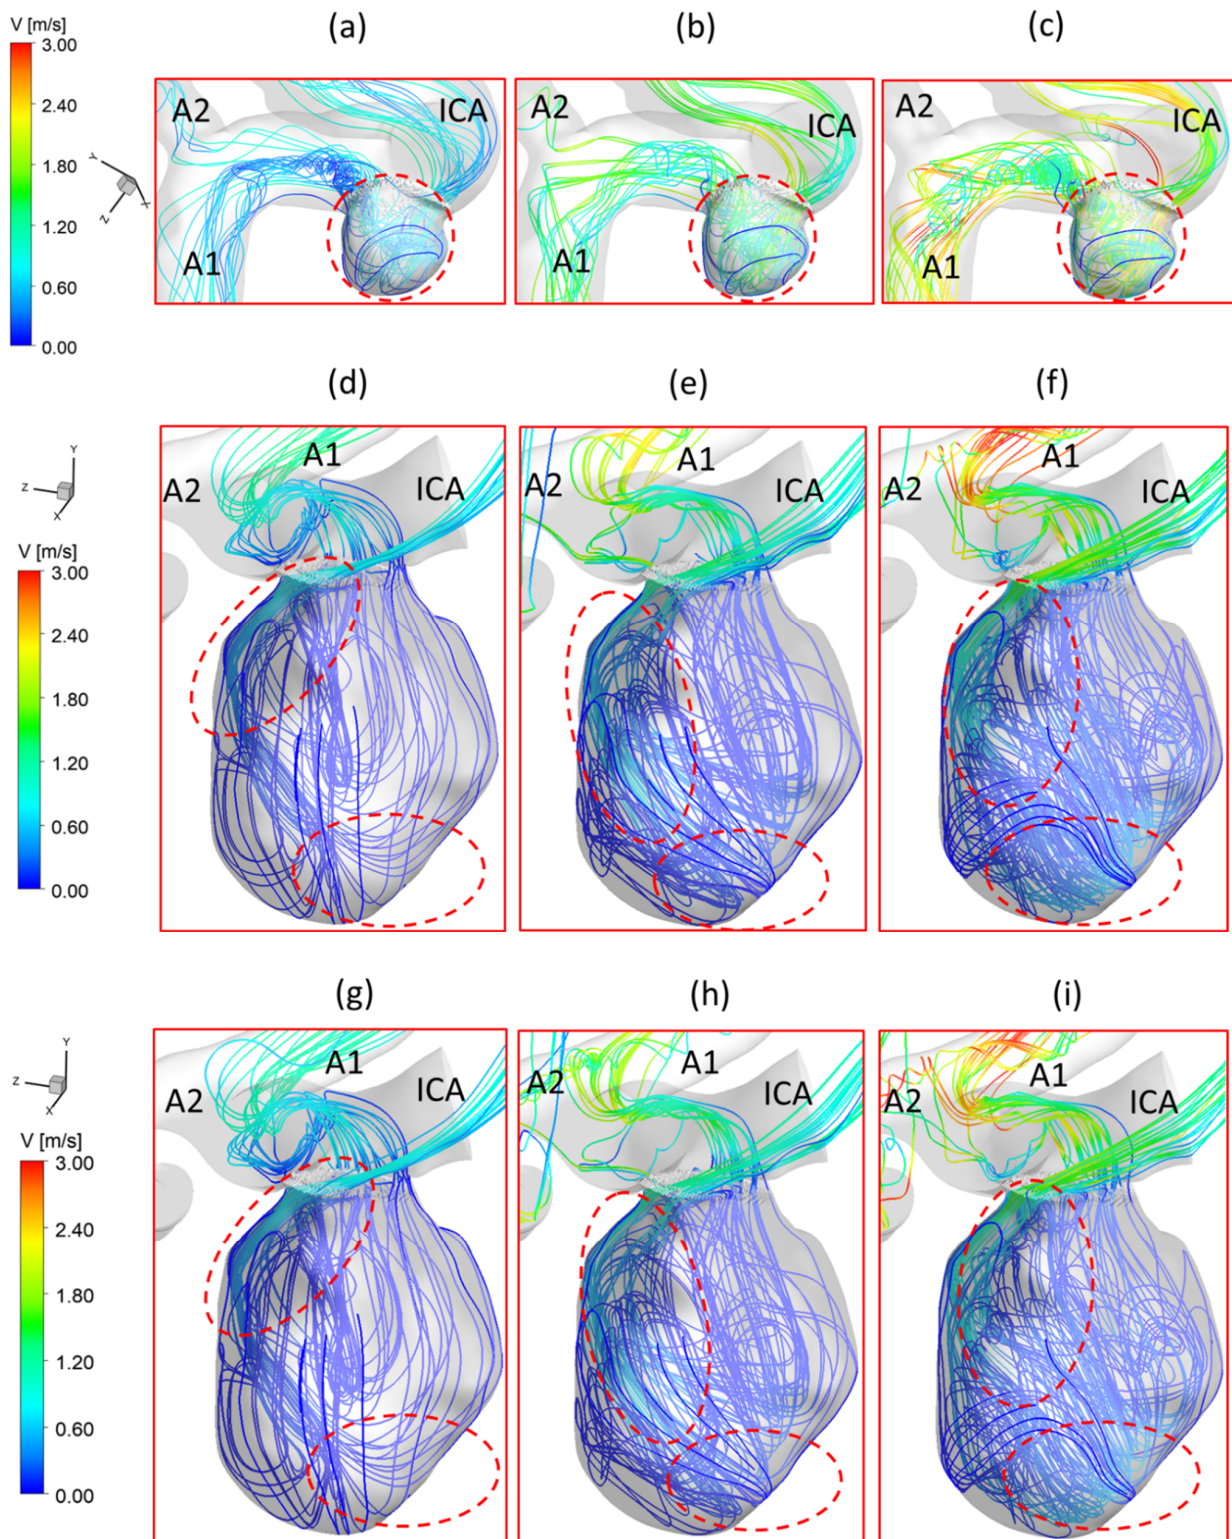 V [m/s]
3.00
2.40
1.80
1.20
0.60
0.00
Y
X
Z
(a)
(b)
(c)
A2
ICA
A1
A2
ICA
A1
A2
ICA
A1
(d)
(e)
(f)
Y
Z
X
V [m/s]
3.00
2.40
1.80
1.20
0.60
0.00
A1
A2
ICA
A1
A2
ICA
A1
A2
ICA
(g)
(h)
(i)
Y
Z
X
V [m/s]
3.00
2.40
1.80
1.20
0.60
0.00
A1
A2
ICA
A1
A2
ICA
A1
A2
ICA